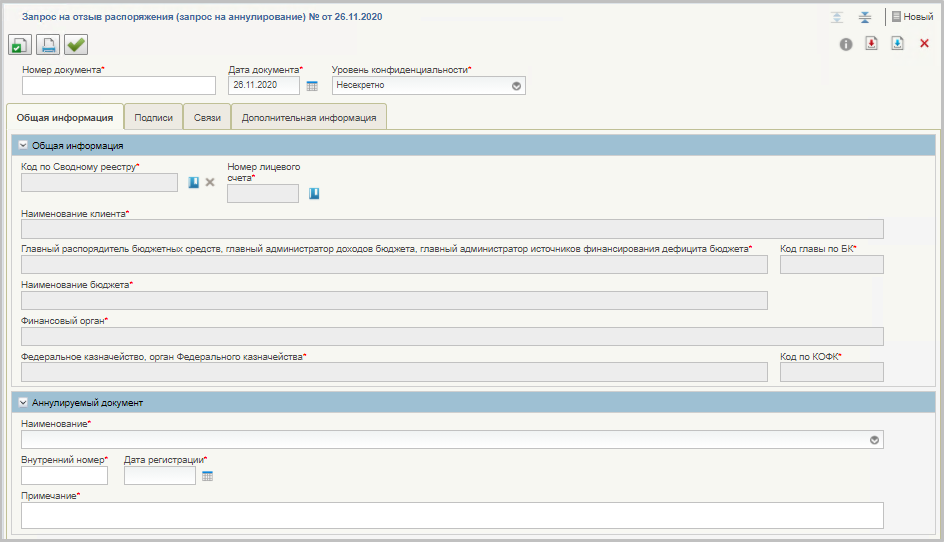 Запрос на отзыв распоряжения (запрос на аннулирование) № от 26.11.2020
Новый
Номер документа*
Дата документа*
Уровень конфиденциальности*
26.11.2020
Несекретно
Общая информация
Подписи
Связи
Дополнительная информация
Общая информация
Код по Сводному реестру*
Номер лицевого
счета*
Наименование клиента*
Главный распорядитель бюджетных средств, главный администратор доходов бюджета, главный администратор источников финансирования дефицита бюджета*
Код главы по БК*
Наименование бюджета*
Финансовый орган*
Федеральное казначейство, орган Федерального казначейства*
Код по КОФК*
Аннулируемый документ
Наименование*
Внутренний номер*
Дата регистрации*
Примечание*